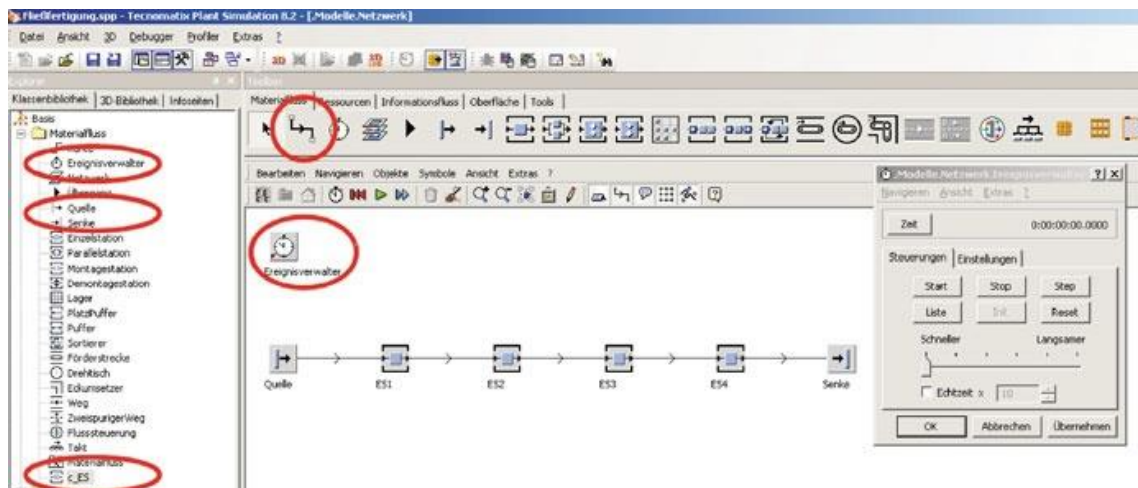 Fließfertigung.spp - Tecnomatix Plant Simulation 8.2 - [.Modelle.Netzwerk]
Datei Ansicht 3D Debugger Profiler Extras ?
Klassenbibliothek 3D-Bibliothek Infoseiten
Basis
Materialfluss
Ereignisverwalter
Netzwerk
Übergang
Quelle
Senke
Einzelstation
Parallelstation
Montagestation
Demontagestation
Lager
PlatzPuffer
Puffer
Sortierer
Förderstrecke
Drehtisch
Eckumsetzer
Weg
ZweispurigerWeg
Flusssteuerung
Takt
Materialfluss
c_ES
Materialfluss Ressourcen Informationsfluss Oberfläche Tools
Bearbeiten Navigieren Objekte Symbole Ansicht Extras ?
Ereignisverwalter
Quelle ES1 ES2 ES3 ES4 Senke
.Modelle.Netzwerk.Ereignisverwalter
Navigieren Ansicht Extras ?
Zeit 0:00:00:00.0000
Steuerungen Einstellungen
Start Stop Step
Liste Init Reset
Schneller Langsamer
Echtzeit x 10
OK Abbrechen Übernehmen